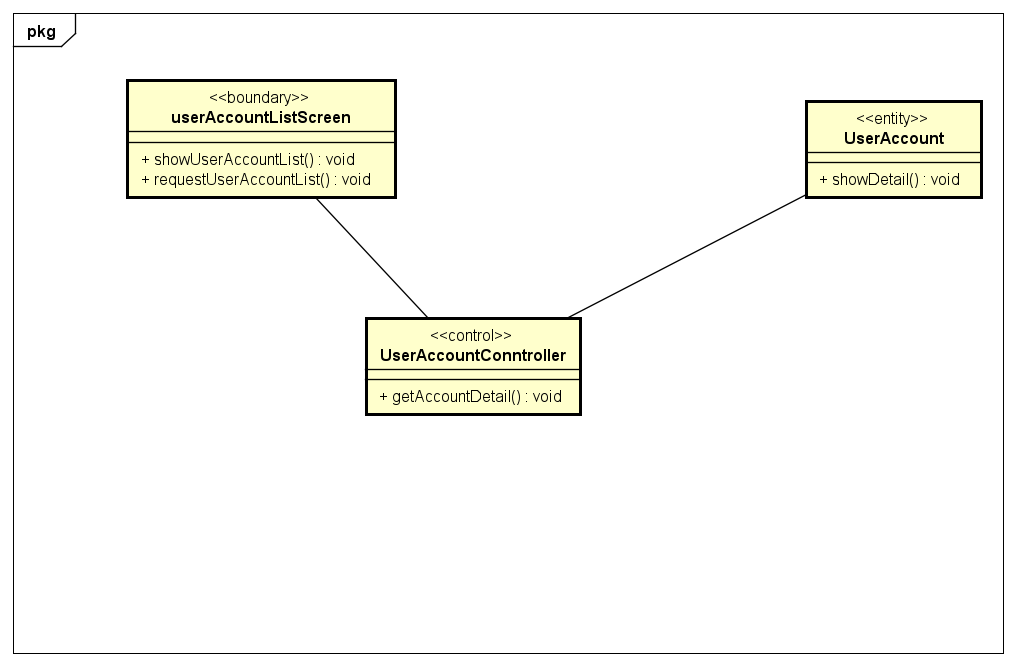 pkg
<<boundary>>
userAccountListScreen
+ showUserAccountList() : void
+ requestUserAccountList() : void
<<entity>>
UserAccount
+ showDetail() : void
<<control>>
UserAccountConntroller
+ getAccountDetail() : void